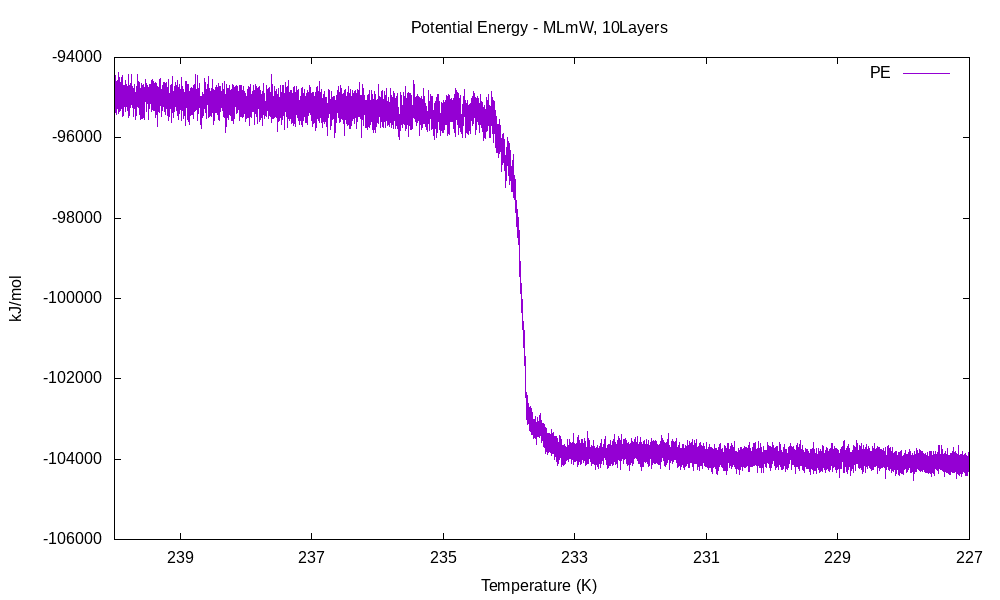 Potential Energy - MLmW, 10Layers
PE
kJ/mol
-94000
-96000
-98000
-100000
-102000
-104000
-106000
239 237 235 233 231 229 227
Temperature (K)